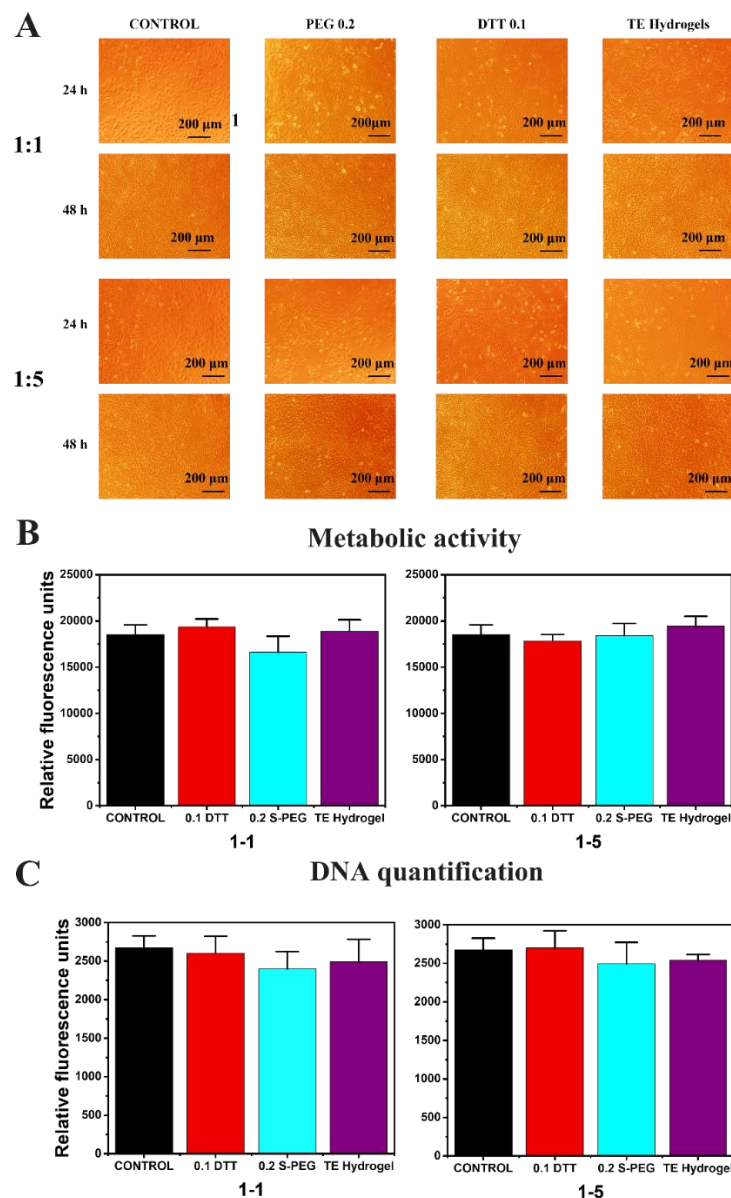 A
CONTROL PEG 0.2 DTT 0.1 TE Hydrogels
24 h
200 µm 1 200µm 200 µm 200 µm
1:1
48 h
200 µm 200 µm 200 µm 200 µm
24 h
200 µm 200 µm 200 µm 200 µm
1:5
48 h
200 µm 200 µm 200 µm 200 µm
B Metabolic activity
Relative fluorescence units
25000
20000
15000
10000
5000
0
CONTROL 0.1 DTT 0.2 S-PEG TE Hydrogel
1-1
Relative fluorescence units
25000
20000
15000
10000
5000
0
CONTROL 0.1 DTT 0.2 S-PEG TE Hydrogel
1-5
C DNA quantification
Relative fluorescence units
3000
2500
2000
1500
1000
500
0
CONTROL 0.1 DTT 0.2 S-PEG TE Hydrogel
1-1
Relative fluorescence units
3000
2500
2000
1500
1000
500
0
CONTROL 0.1 DTT 0.2 S-PEG TE Hydrogel
1-5